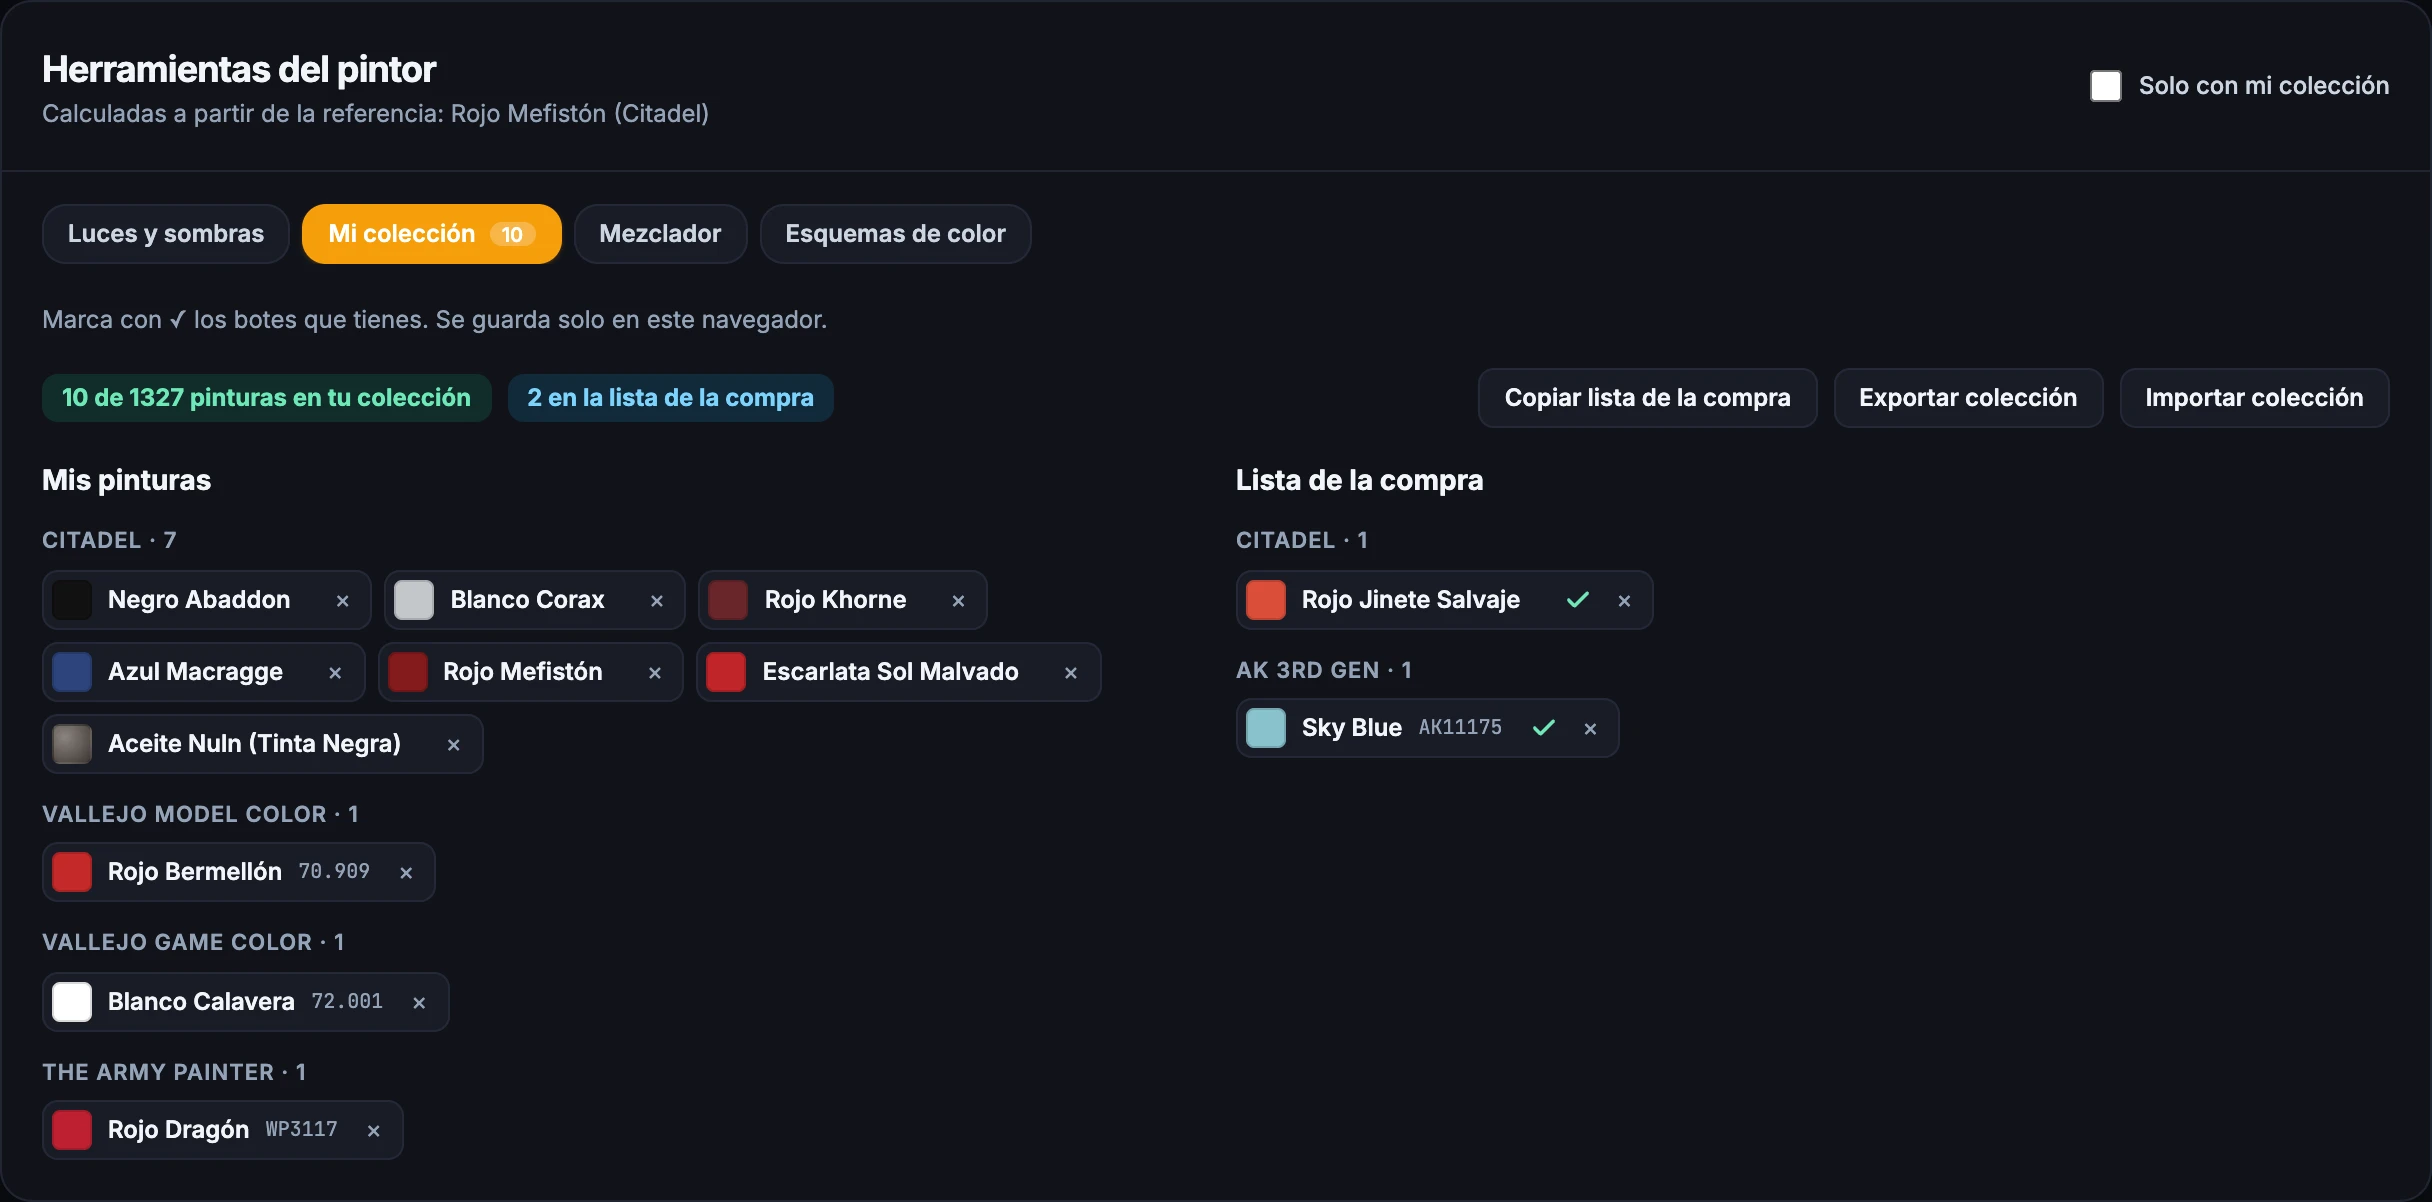 Herramientas del pintor
Calculadas a partir de la referencia: Rojo Mefistón (Citadel)
Solo con mi colección
Luces y sombras
Mi colección 10
Mezclador
Esquemas de color
Marca con ✓ los botes que tienes. Se guarda solo en este navegador.
10 de 1327 pinturas en tu colección
2 en la lista de la compra
Copiar lista de la compra
Exportar colección
Importar colección
Mis pinturas
CITADEL · 7
Negro Abaddon ×
Blanco Corax ×
Rojo Khorne ×
Azul Macragge ×
Rojo Mefistón ×
Escarlata Sol Malvado ×
Aceite Nuln (Tinta Negra) ×
VALLEJO MODEL COLOR · 1
Rojo Bermellón 70.909 ×
VALLEJO GAME COLOR · 1
Blanco Calavera 72.001 ×
THE ARMY PAINTER · 1
Rojo Dragón WP3117 ×
Lista de la compra
CITADEL · 1
Rojo Jinete Salvaje ✓ ×
AK 3RD GEN · 1
Sky Blue AK11175 ✓ ×